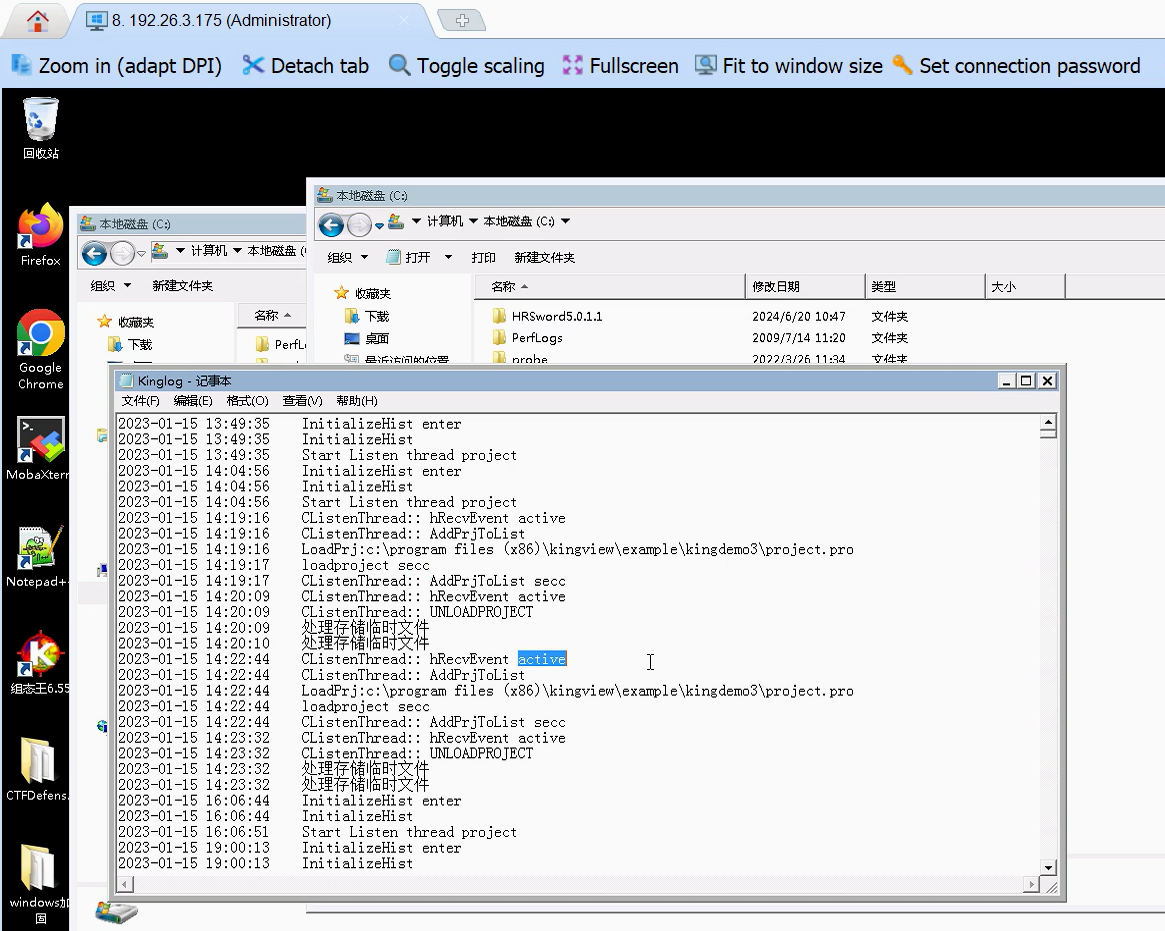 8. 192.26.3.175 (Administrator)
Zoom in (adapt DPI) Detach tab Toggle scaling Fullscreen Fit to window size Set connection password
回收站
Firefox
Google Chrome
MobaXterm
Notepad+
组态王6.55
CTFDefens.
windows加固
本地磁盘 (C:)
计算机 本地磁盘 (
组织 新建文件夹
收藏夹
下载
名称
PerfL
本地磁盘 (C:)
计算机 本地磁盘 (C:)
组织 打开 打印 新建文件夹
收藏夹
下载
桌面
最近访问的位置
名称 修改日期 类型 大小
HRSword5.0.1.1 2024/6/20 10:47 文件夹
PerfLogs 2009/7/14 11:20 文件夹
probe 2022/3/26 11:34 文件夹
Kinglog - 记事本
文件(F) 编辑(E) 格式(O) 查看(V) 帮助(H)
2023-01-15 13:49:35 InitializeHist enter
2023-01-15 13:49:35 InitializeHist
2023-01-15 13:49:35 Start Listen thread project
2023-01-15 14:04:56 InitializeHist enter
2023-01-15 14:04:56 InitializeHist
2023-01-15 14:04:56 Start Listen thread project
2023-01-15 14:19:16 CListenThread:: hRecvEvent active
2023-01-15 14:19:16 CListenThread:: AddPrjToList
2023-01-15 14:19:16 LoadPrj:c:\program files (x86)\kingview\example\kingdemo3\project.pro
2023-01-15 14:19:17 loadproject secc
2023-01-15 14:19:17 CListenThread:: AddPrjToList secc
2023-01-15 14:20:09 CListenThread:: hRecvEvent active
2023-01-15 14:20:09 CListenThread:: UNLOADPROJECT
2023-01-15 14:20:09 处理存储临时文件
2023-01-15 14:20:10 处理存储临时文件
2023-01-15 14:22:44 CListenThread:: hRecvEvent active
2023-01-15 14:22:44 CListenThread:: AddPrjToList
2023-01-15 14:22:44 LoadPrj:c:\program files (x86)\kingview\example\kingdemo3\project.pro
2023-01-15 14:22:44 loadproject secc
2023-01-15 14:22:44 CListenThread:: AddPrjToList secc
2023-01-15 14:23:32 CListenThread:: hRecvEvent active
2023-01-15 14:23:32 CListenThread:: UNLOADPROJECT
2023-01-15 14:23:32 处理存储临时文件
2023-01-15 14:23:32 处理存储临时文件
2023-01-15 16:06:44 InitializeHist enter
2023-01-15 16:06:44 InitializeHist
2023-01-15 16:06:51 Start Listen thread project
2023-01-15 19:00:13 InitializeHist enter
2023-01-15 19:00:13 InitializeHist